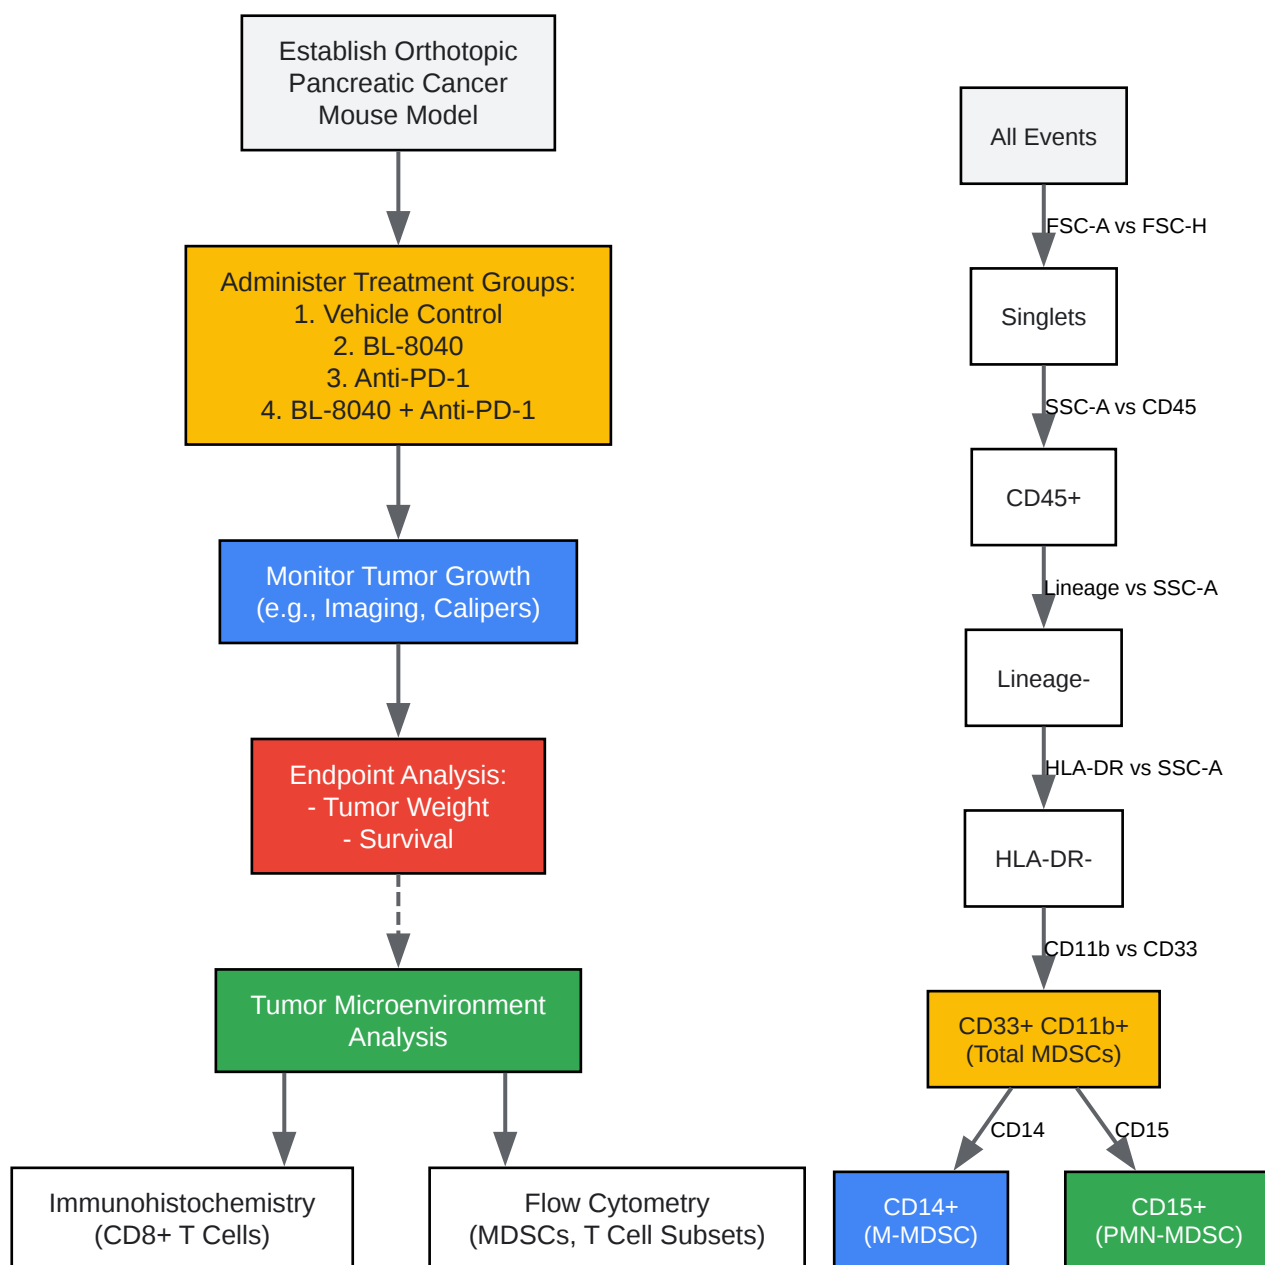 Establish Orthotopic
Pancreatic Cancer
Mouse Model
Administer Treatment Groups:
1. Vehicle Control
2. BL-8040
3. Anti-PD-1
4. BL-8040 + Anti-PD-1
Monitor Tumor Growth
(e.g., Imaging, Calipers)
Endpoint Analysis:
- Tumor Weight
- Survival
Tumor Microenvironment
Analysis
Immunohistochemistry
(CD8+ T Cells)
Flow Cytometry
(MDSCs, T Cell Subsets)
All Events
FSC-A vs FSC-H
Singlets
SSC-A vs CD45
CD45+
Lineage vs SSC-A
Lineage-
HLA-DR vs SSC-A
HLA-DR-
CD11b vs CD33
CD33+ CD11b+
(Total MDSCs)
CD14
CD15
CD14+
(M-MDSC)
CD15+
(PMN-MDSC)